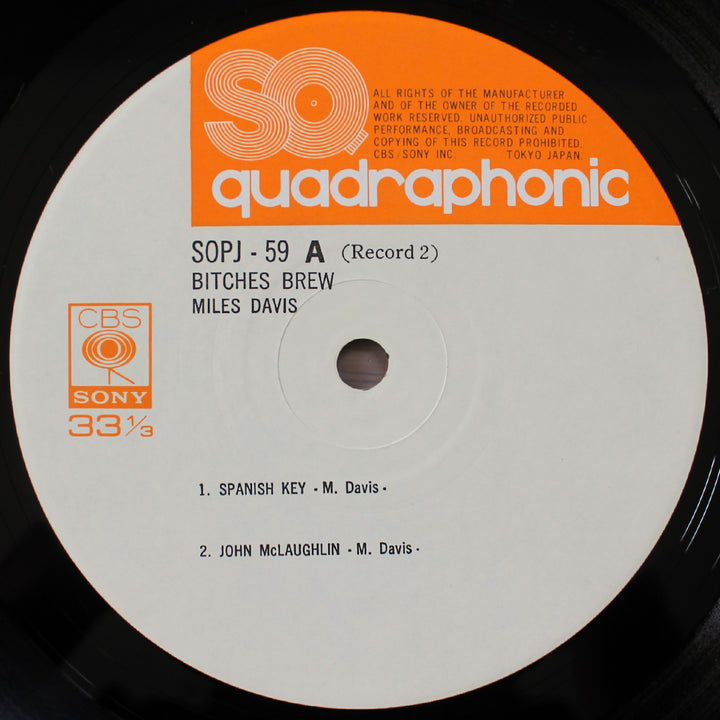 SQ
ALL RIGHTS OF THE MANUFACTURER
AND OF THE OWNER OF THE RECORDED
WORK RESERVED. UNAUTHORIZED PUBLIC
PERFORMANCE, BROADCASTING AND
COPYING OF THIS RECORD PROHIBITED.
CBS/SONY INC. TOKYO JAPAN.
quadraphonic
SOPJ - 59 A (Record 2)
BITCHES BREW
MILES DAVIS
CBS
SONY
33 1/3
1. SPANISH KEY - M. Davis -
2. JOHN McLAUGHLIN - M. Davis -